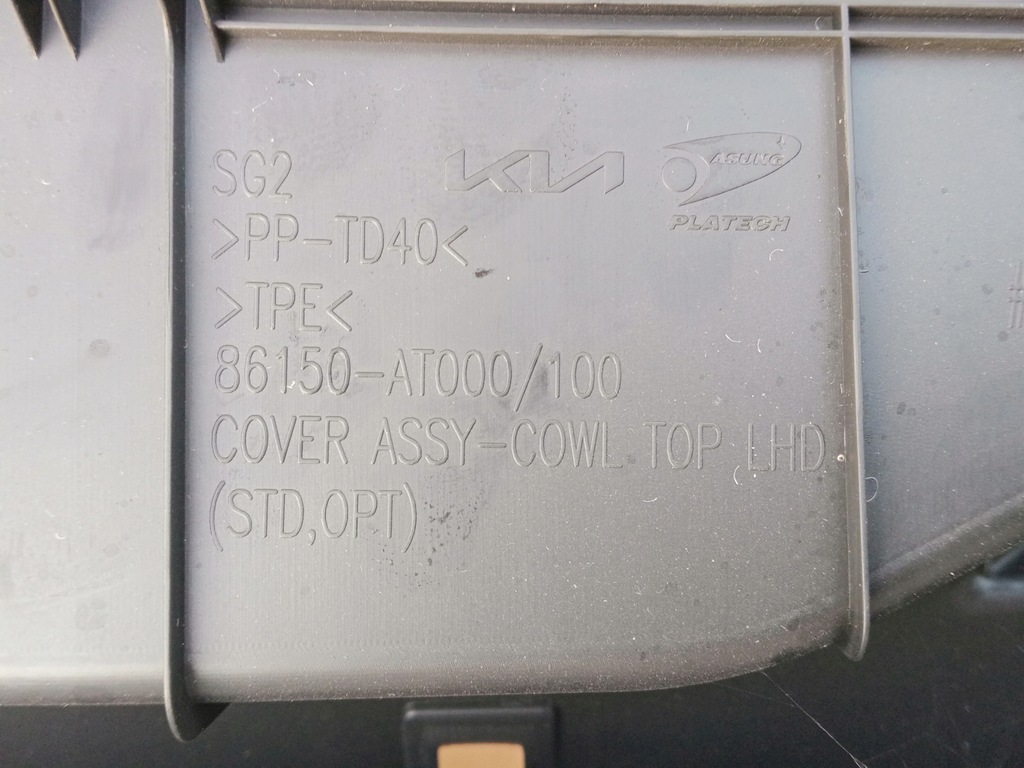 SG2
KIA
ASUNG
PLATECH
>PP-TD40<
>TPE<
86150-AT000/100
COVER ASSY-COWL TOP LHD
(STD,OPT)